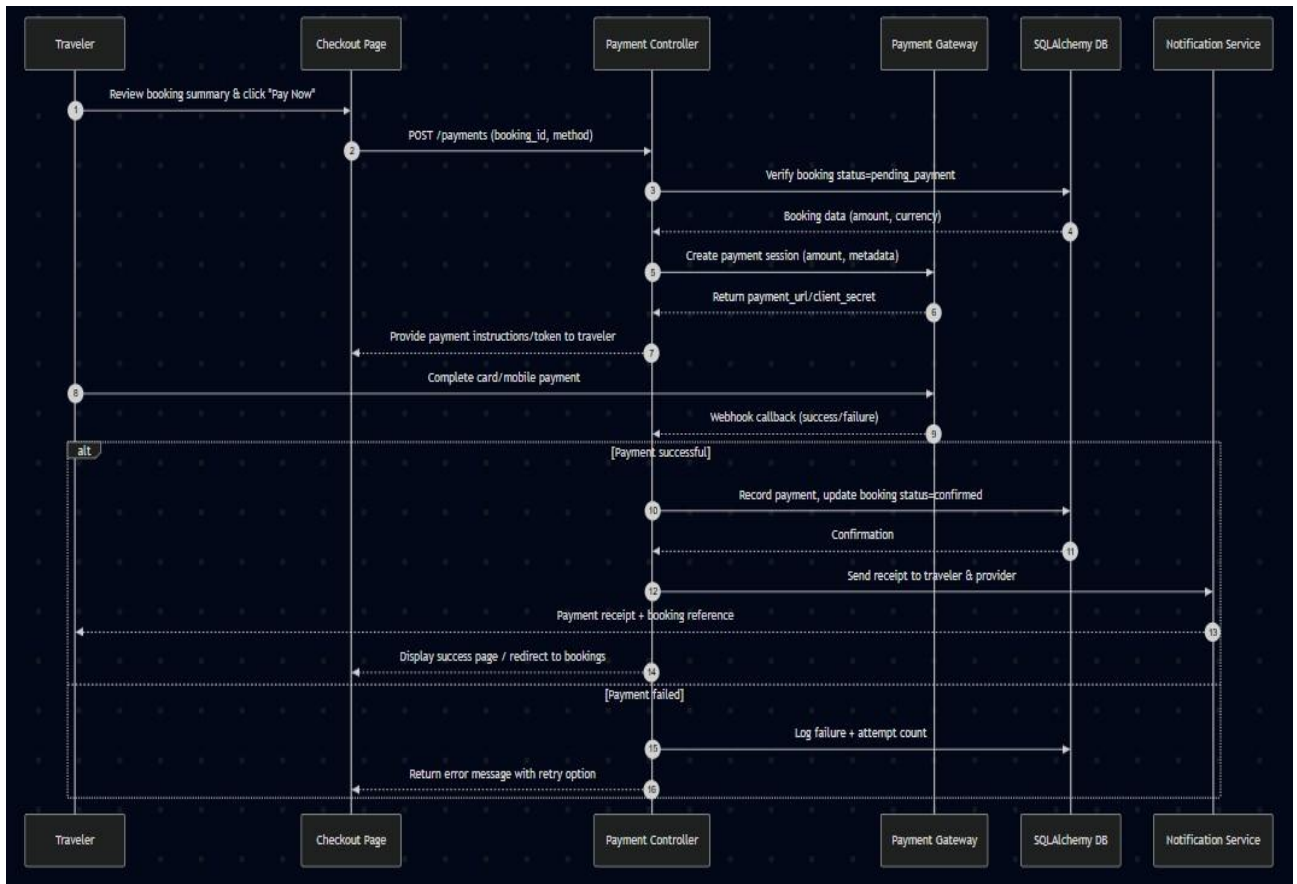 Traveler
Checkout Page
Payment Controller
Payment Gateway
SQLAlchemy DB
Notification Service
Review booking summary & click "Pay Now"
1
POST /payments (booking_id, method)
2
Verify booking status=pending_payment
3
Booking data (amount, currency)
4
Create payment session (amount, metadata)
5
Return payment_url/client_secret
6
Provide payment instructions/token to traveler
7
Complete card/mobile payment
8
Webhook callback (success/failure)
9
alt
[Payment successful]
Record payment, update booking status=confirmed
10
Confirmation
11
Send receipt to traveler & provider
12
Payment receipt + booking reference
13
Display success page / redirect to bookings
14
[Payment failed]
Log failure + attempt count
15
Return error message with retry option
16
Traveler
Checkout Page
Payment Controller
Payment Gateway
SQLAlchemy DB
Notification Service